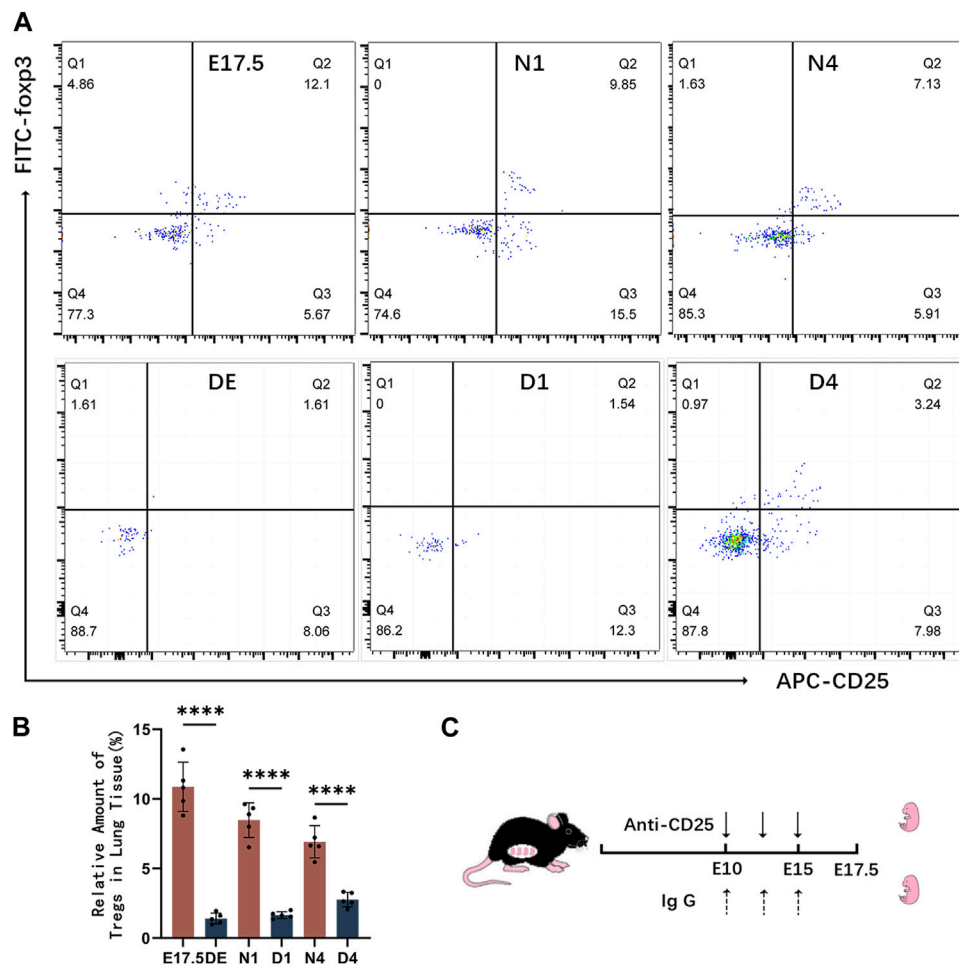 A
FITC-foxp3
E17.5
Q1
4.86
Q2
12.1
Q4
77.3
Q3
5.67
N1
Q1
0
Q2
9.85
Q4
74.6
Q3
15.5
N4
Q1
1.63
Q2
7.13
Q4
85.3
Q3
5.91
DE
Q1
1.61
Q2
1.61
Q4
88.7
Q3
8.06
D1
Q1
0
Q2
1.54
Q4
86.2
Q3
12.3
D4
Q1
0.97
Q2
3.24
Q4
87.8
Q3
7.98
APC-CD25
B
Relative Amount of
Tregs in Lung Tissue(%)
15
10
5
0
**** **** ****
E17.5 DE N1 D1 N4 D4
C
Anti-CD25
E10 E15 E17.5
Ig G